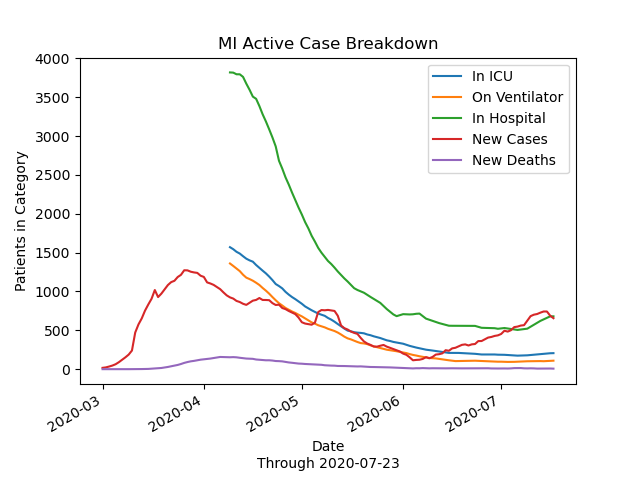 MI Active Case Breakdown
4000
3500
3000
2500
2000
1500
1000
500
0
Patients in Category
In ICU
On Ventilator
In Hospital
New Cases
New Deaths
2020-03
2020-04
2020-05
2020-06
2020-07
Date
Through 2020-07-23